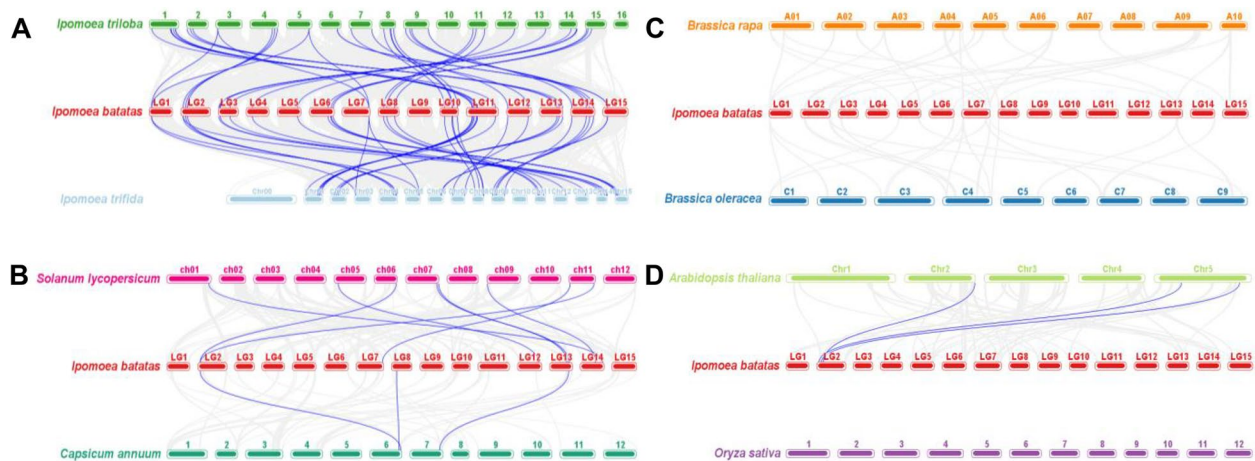 A
Ipomoea triloba
1 2 3 4 5 6 7 8 9 10 11 12 13 14 15 16
Ipomoea batatas
LG1 LG2 LG3 LG4 LG5 LG6 LG7 LG8 LG9 LG10 LG11 LG12 LG13 LG14 LG15
Ipomoea trifida
Chr00
B
Solanum lycopersicum
ch01 ch02 ch03 ch04 ch05 ch06 ch07 ch08 ch09 ch10 ch11 ch12
Ipomoea batatas
LG1 LG2 LG3 LG4 LG5 LG6 LG7 LG8 LG9 LG10 LG11 LG12 LG13 LG14 LG15
Capsicum annuum
1 2 3 4 5 6 7 8 9 10 11 12
C
Brassica rapa
A01 A02 A03 A04 A05 A06 A07 A08 A09 A10
Ipomoea batatas
LG1 LG2 LG3 LG4 LG5 LG6 LG7 LG8 LG9 LG10 LG11 LG12 LG13 LG14 LG15
Brassica oleracea
C1 C2 C3 C4 C5 C6 C7 C8 C9
D
Arabidopsis thaliana
Chr1 Chr2 Chr3 Chr4 Chr5
Ipomoea batatas
LG1 LG2 LG3 LG4 LG5 LG6 LG7 LG8 LG9 LG10 LG11 LG12 LG13 LG14 LG15
Oryza sativa
1 2 3 4 5 6 7 8 9 10 11 12